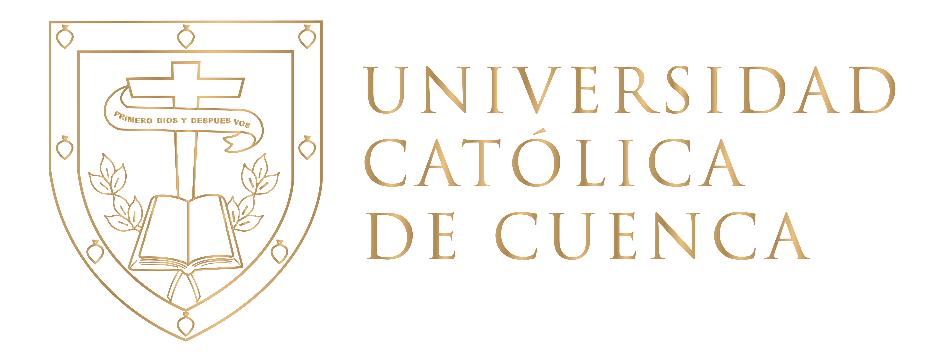 PRIMERO DIOS Y DESPUES VOS
UNIVERSIDAD
CATÓLICA
DE CUENCA